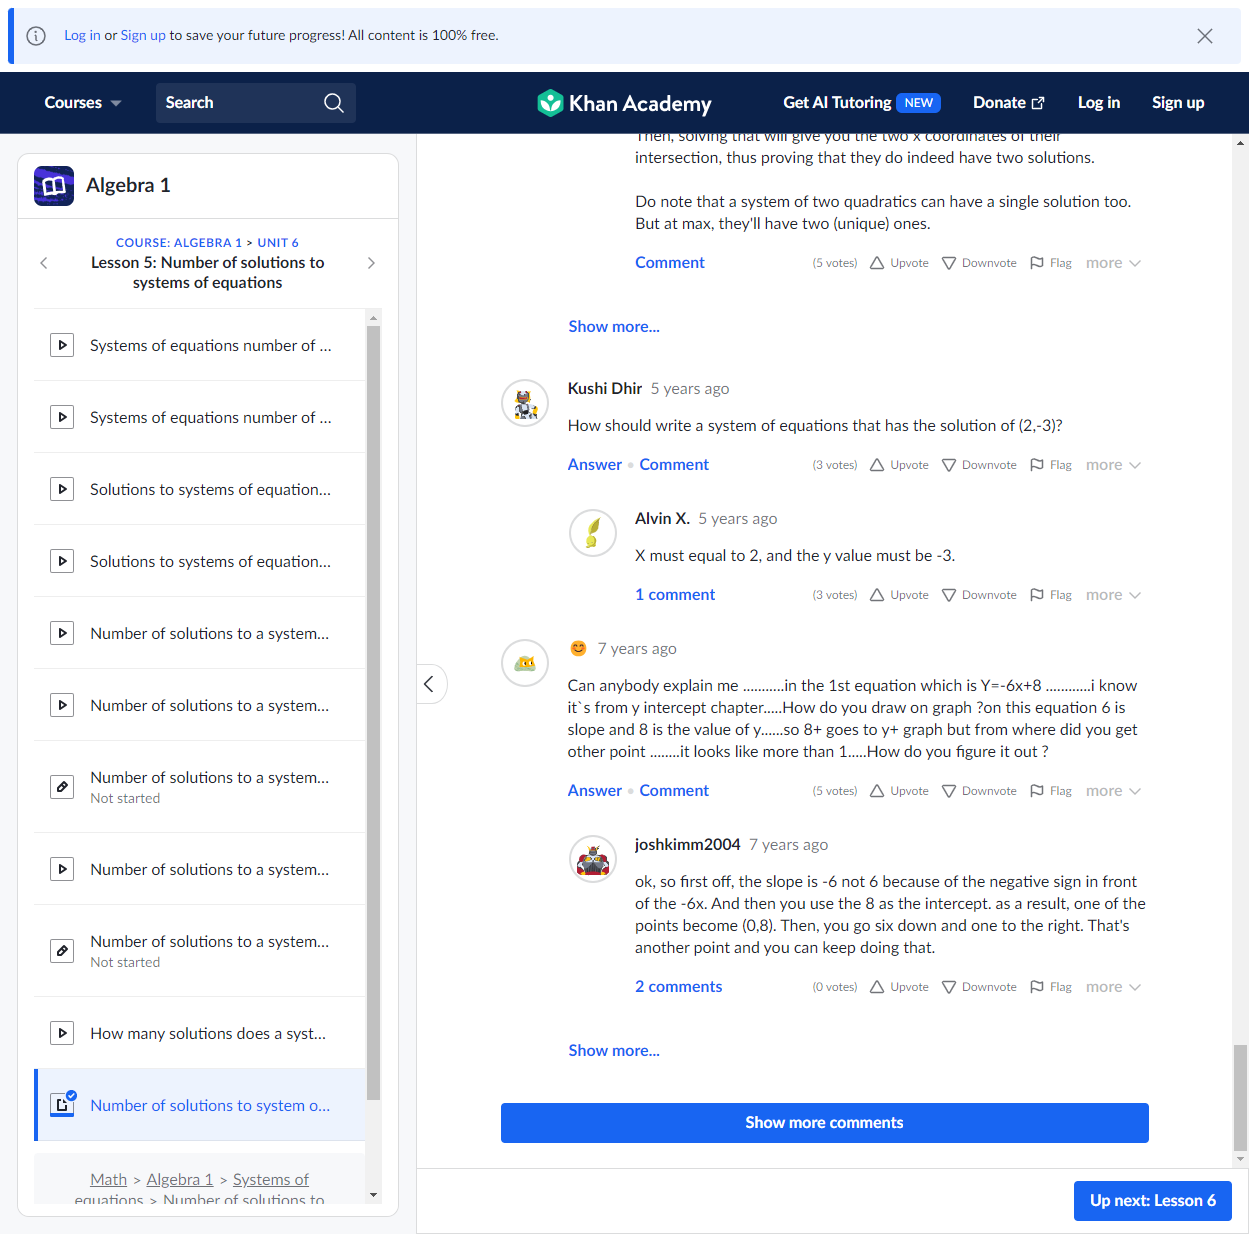 Log in or Sign up to save your future progress! All content is 100% free.
Courses
Search
Khan Academy
Get AI Tutoring NEW
Donate
Log in
Sign up
Algebra 1
COURSE: ALGEBRA 1 > UNIT 6
Lesson 5: Number of solutions to
systems of equations
Systems of equations number of ...
Systems of equations number of ...
Solutions to systems of equation...
Solutions to systems of equation...
Number of solutions to a system...
Number of solutions to a system...
Number of solutions to a system...
Not started
Number of solutions to a system...
Number of solutions to a system...
Not started
How many solutions does a syst...
Number of solutions to system o...
Math > Algebra 1 > Systems of
equations > Number of solutions to
Then, solving that will give you the two x coordinates of their
intersection, thus proving that they do indeed have two solutions.
Do note that a system of two quadratics can have a single solution too.
But at max, they'll have two (unique) ones.
Comment (5 votes) Upvote Downvote Flag more
Show more...
Kushi Dhir 5 years ago
How should write a system of equations that has the solution of (2,-3)?
Answer • Comment (3 votes) Upvote Downvote Flag more
Alvin X. 5 years ago
X must equal to 2, and the y value must be -3.
1 comment (3 votes) Upvote Downvote Flag more
😊 7 years ago
Can anybody explain me ...........in the 1st equation which is Y=-6x+8 ............i know
it`s from y intercept chapter.....How do you draw on graph ?on this equation 6 is
slope and 8 is the value of y......so 8+ goes to y+ graph but from where did you get
other point ........it looks like more than 1.....How do you figure it out ?
Answer • Comment (5 votes) Upvote Downvote Flag more
joshkimm2004 7 years ago
ok, so first off, the slope is -6 not 6 because of the negative sign in front
of the -6x. And then you use the 8 as the intercept. as a result, one of the
points become (0,8). Then, you go six down and one to the right. That's
another point and you can keep doing that.
2 comments (0 votes) Upvote Downvote Flag more
Show more...
Show more comments
Up next: Lesson 6